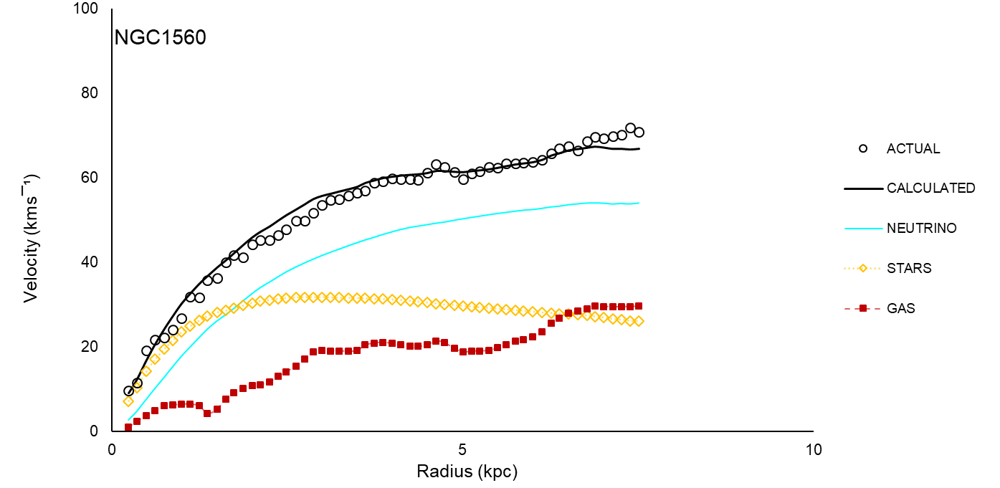 100
NGC1560
80
60
40
20
0
Velocity (kms¯¹)
0 5 10
Radius (kpc)
ACTUAL
CALCULATED
NEUTRINO
STARS
GAS